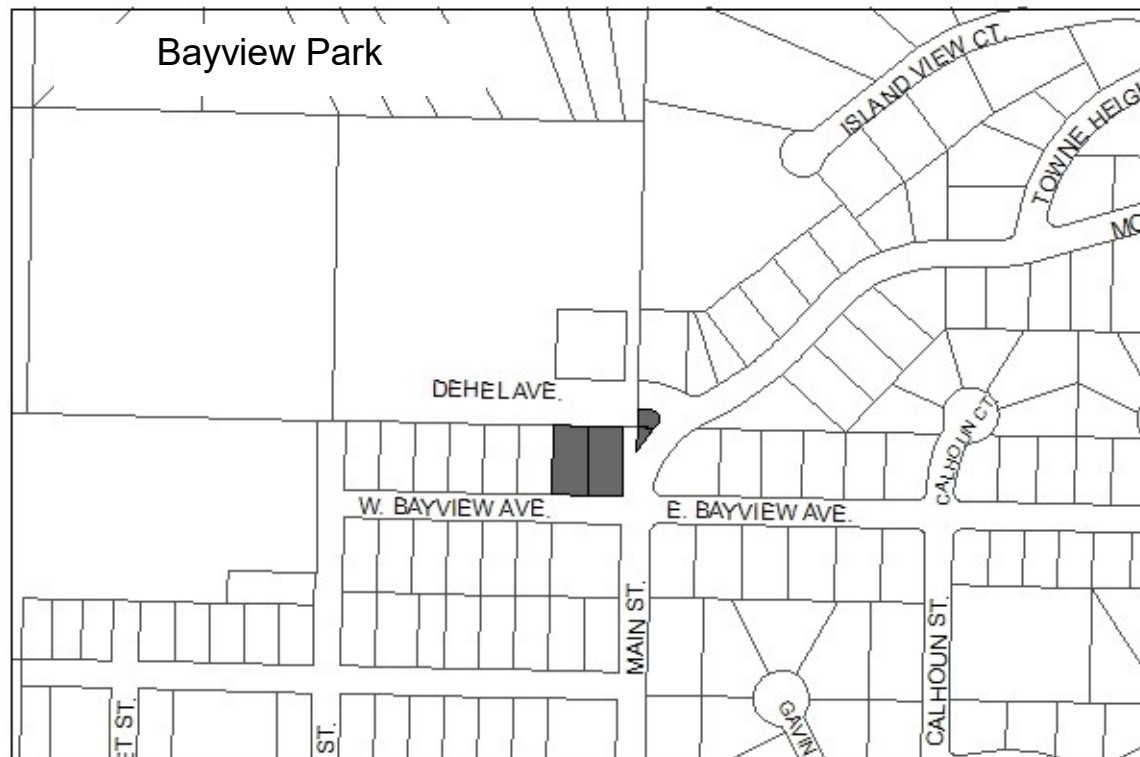 Bayview Park
ISLAND VIEW CT.
TOWNE HEIGH
MO
DEHEL AVE.
CALHOUN CT.
W. BAYVIEW AVE.
E. BAYVIEW AVE.
MAIN ST.
CALHOUN ST.
GAVIN
ET ST.
ST.